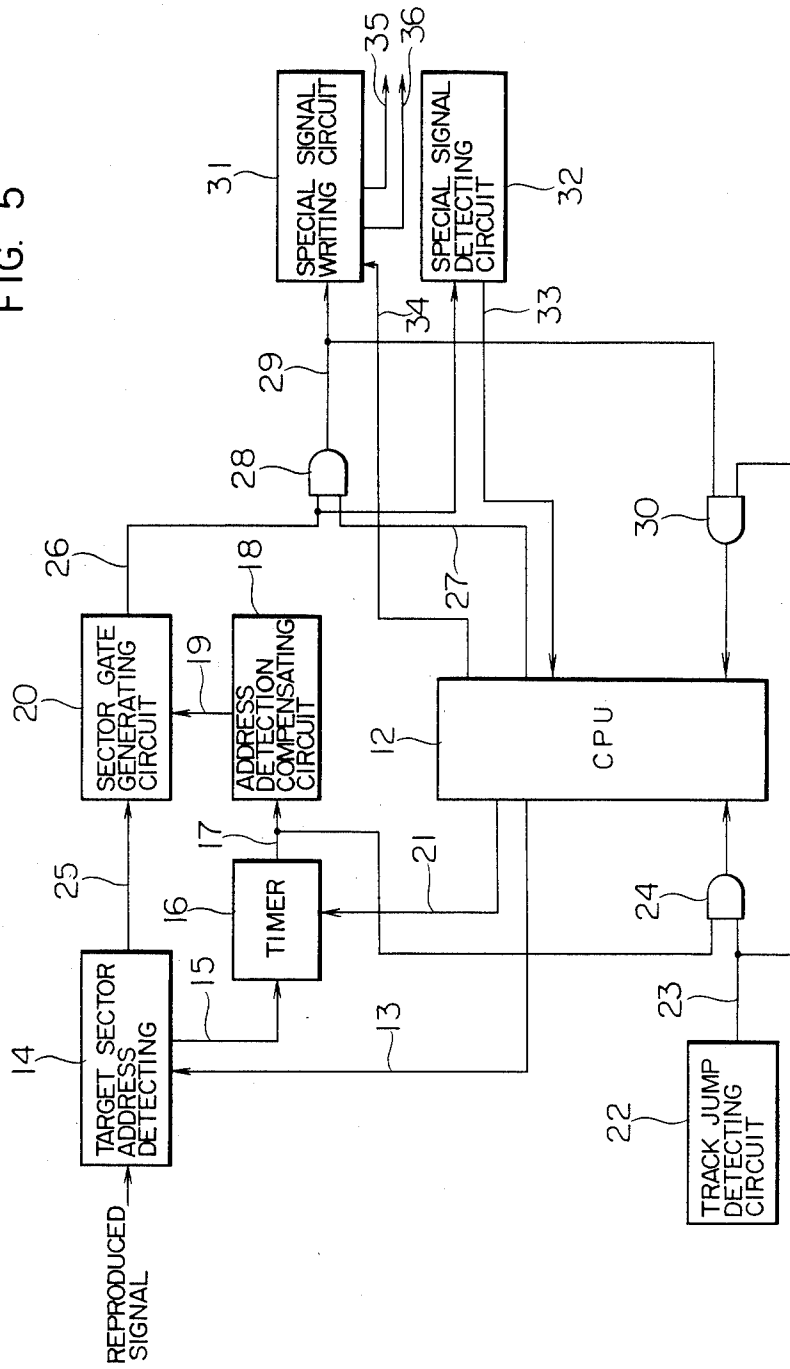 FIG. 5
REPRODUCED
SIGNAL
14
TARGET SECTOR
ADDRESS
DETECTING
25
20
SECTOR GATE
GENERATING
CIRCUIT
26
15
16
TIMER
17
18
ADDRESS
DETECTION
COMPENSATING
CIRCUIT
19
13
21
12
CPU
27
28
29
34
31
SPECIAL SIGNAL
WRITING CIRCUIT
35
36
SPECIAL SIGNAL
DETECTING
CIRCUIT
32
33
22
TRACK JUMP
DETECTING
CIRCUIT
23
24
30